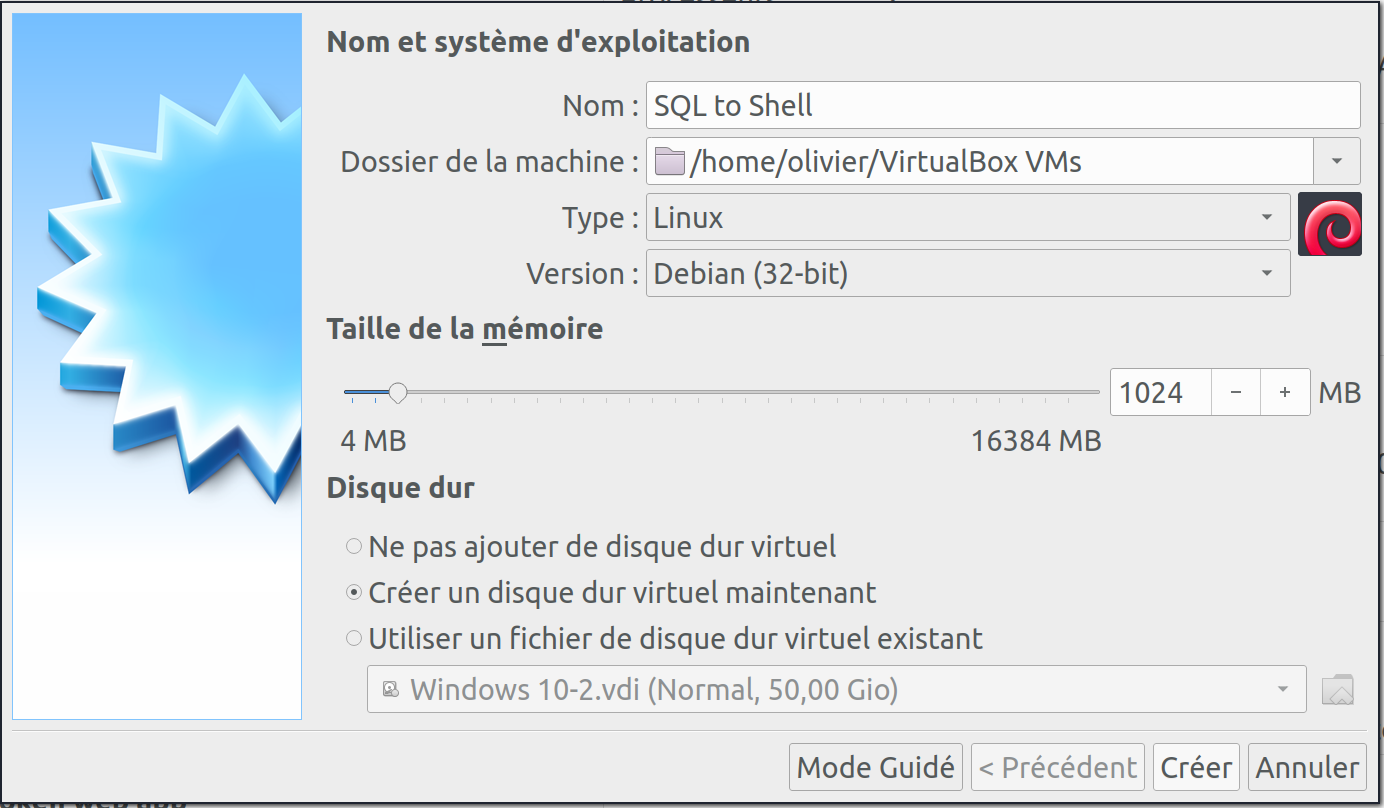 Nom et système d'exploitation
Nom : SQL to Shell
Dossier de la machine : /home/olivier/VirtualBox VMs
Type : Linux
Version : Debian (32-bit)
Taille de la mémoire
1024 − + MB
4 MB 16384 MB
Disque dur
Ne pas ajouter de disque dur virtuel
Créer un disque dur virtuel maintenant
Utiliser un fichier de disque dur virtuel existant
Windows 10-2.vdi (Normal, 50,00 Gio)
Mode Guidé < Précédent Créer Annuler